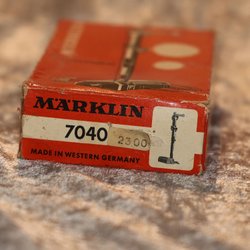 MÄRKLIN
7040 2300
MADE IN WESTERN GERMANY